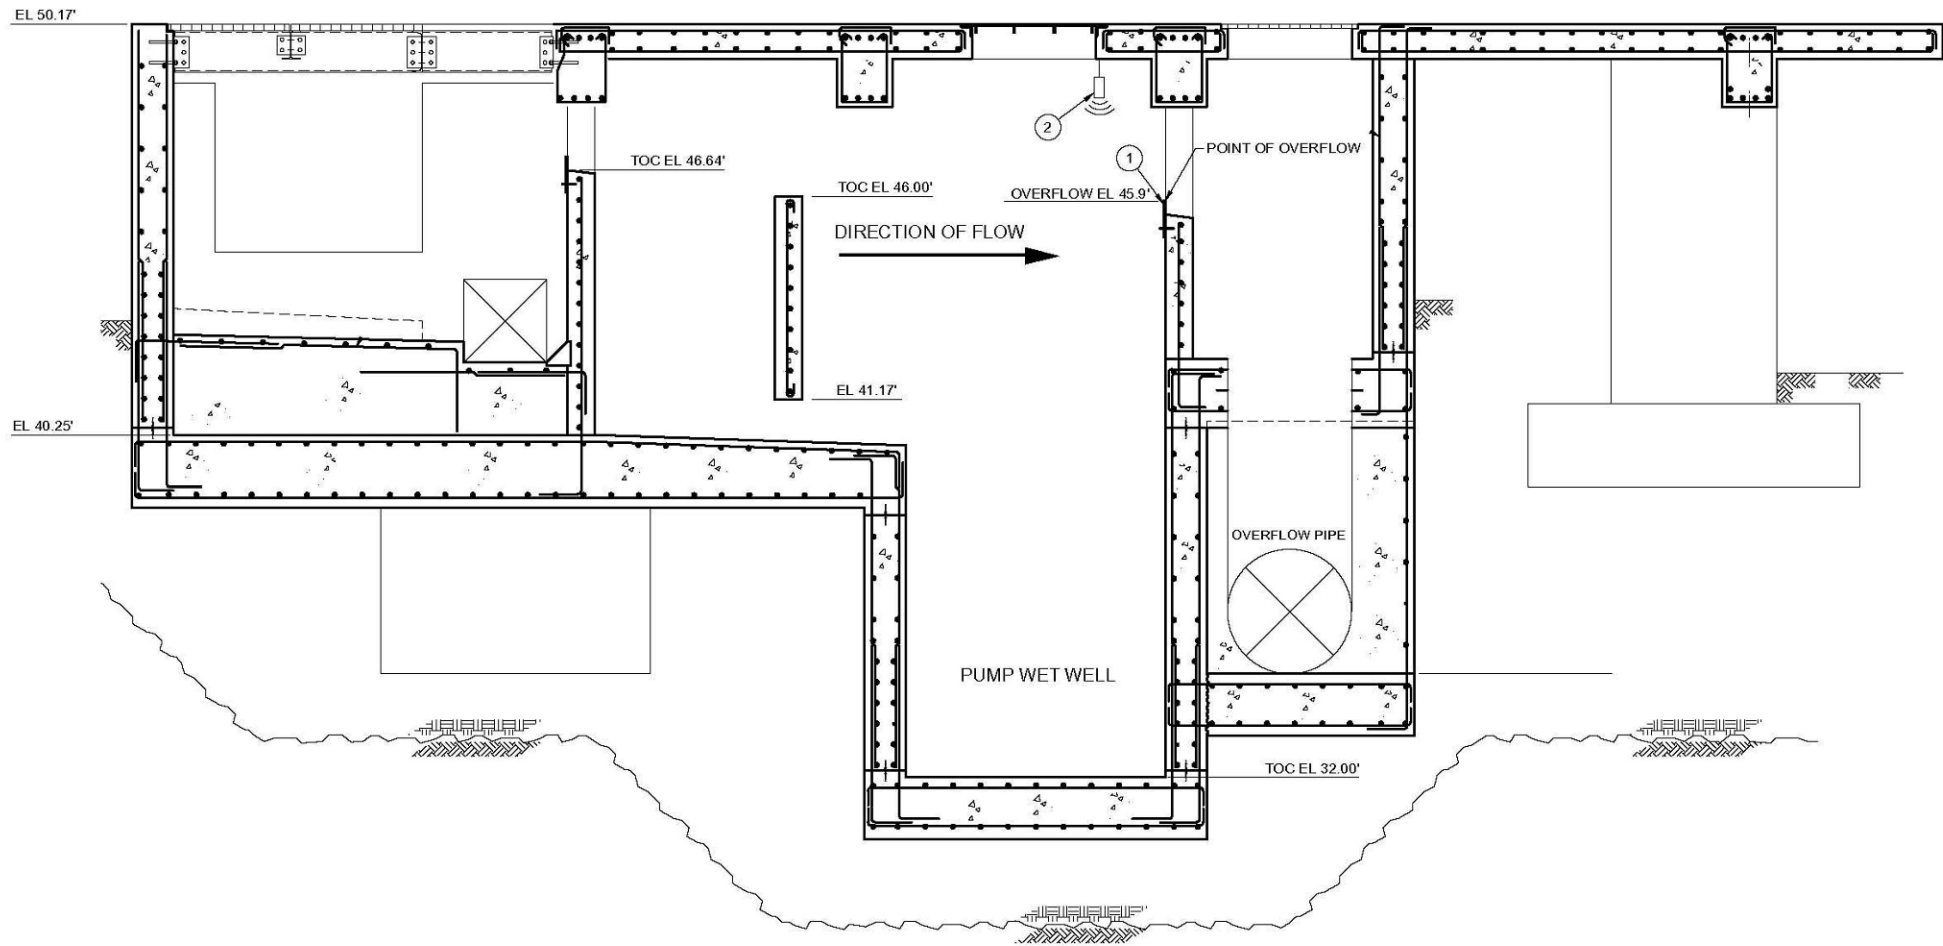 EL 50.17'
2
1
POINT OF OVERFLOW
TOC EL 46.64'
TOC EL 46.00'
OVERFLOW EL 45.9'
DIRECTION OF FLOW
EL 41.17'
EL 40.25'
OVERFLOW PIPE
PUMP WET WELL
TOC EL 32.00'